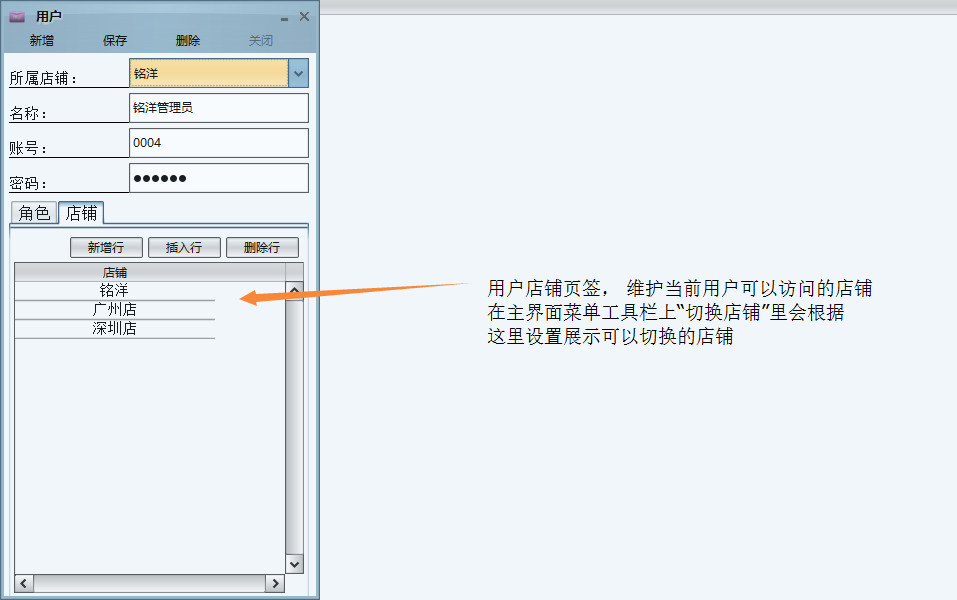 用户
新增 保存 删除 关闭
所属店铺： 铭洋
名称： 铭洋管理员
账号： 0004
密码： ●●●●●●
角色 店铺
新增行 插入行 删除行
店铺
铭洋
广州店
深圳店
用户店铺页签， 维护当前用户可以访问的店铺
在主界面菜单工具栏上“切换店铺”里会根据
这里设置展示可以切换的店铺